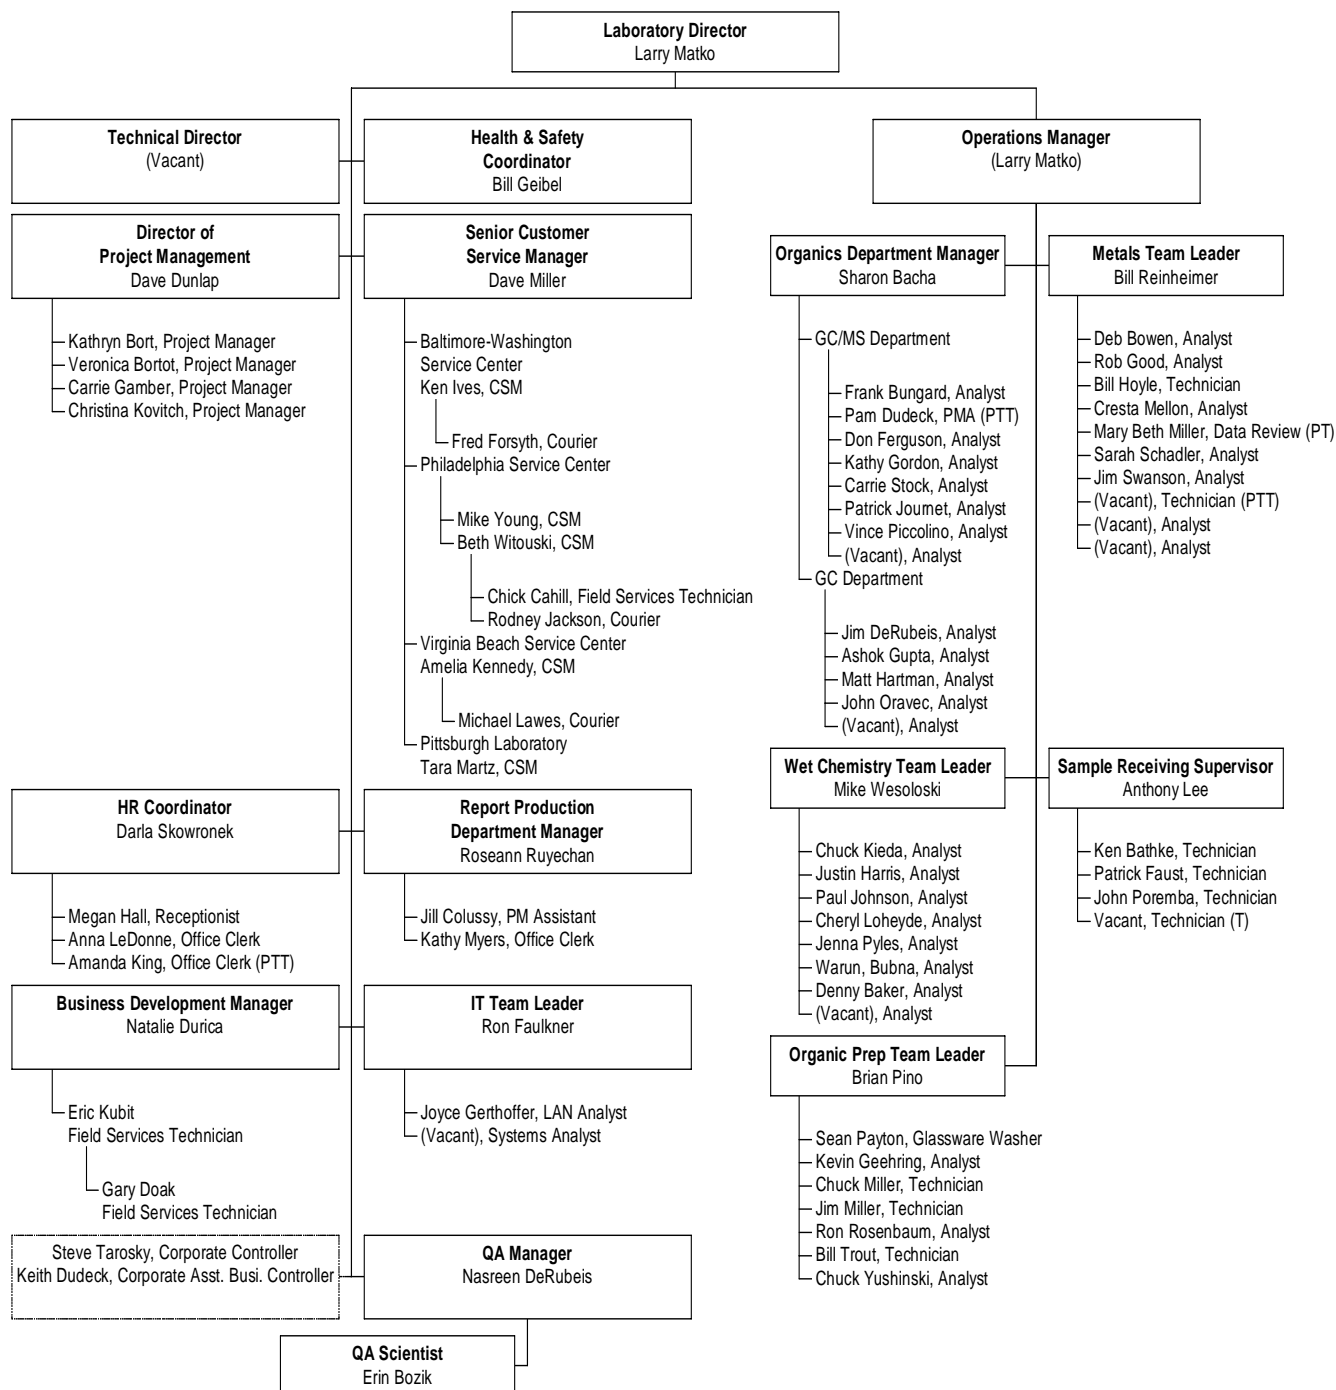 Laboratory Director
Larry Matko
Technical Director
(Vacant)
Health & Safety
Coordinator
Bill Geibel
Operations Manager
(Larry Matko)
Director of
Project Management
Dave Dunlap
Kathryn Bort, Project Manager
Veronica Bortot, Project Manager
Carrie Gamber, Project Manager
Christina Kovitch, Project Manager
Senior Customer
Service Manager
Dave Miller
Baltimore-Washington
Service Center
Ken Ives, CSM
Fred Forsyth, Courier
Philadelphia Service Center
Mike Young, CSM
Beth Witouski, CSM
Chick Cahill, Field Services Technician
Rodney Jackson, Courier
Virginia Beach Service Center
Amelia Kennedy, CSM
Michael Lawes, Courier
Pittsburgh Laboratory
Tara Martz, CSM
HR Coordinator
Darla Skowronek
Megan Hall, Receptionist
Anna LeDonne, Office Clerk
Amanda King, Office Clerk (PTT)
Report Production
Department Manager
Roseann Ruyechan
Jill Colussy, PM Assistant
Kathy Myers, Office Clerk
Business Development Manager
Natalie Durica
Eric Kubit
Field Services Technician
Gary Doak
Field Services Technician
IT Team Leader
Ron Faulkner
Joyce Gerthoffer, LAN Analyst
(Vacant), Systems Analyst
Steve Tarosky, Corporate Controller
Keith Dudeck, Corporate Asst. Busi. Controller
QA Manager
Nasreen DeRubeis
QA Scientist
Erin Bozik
Organics Department Manager
Sharon Bacha
GC/MS Department
Frank Bungard, Analyst
Pam Dudeck, PMA (PTT)
Don Ferguson, Analyst
Kathy Gordon, Analyst
Carrie Stock, Analyst
Patrick Journet, Analyst
Vince Piccolino, Analyst
(Vacant), Analyst
GC Department
Jim DeRubeis, Analyst
Ashok Gupta, Analyst
Matt Hartman, Analyst
John Oravec, Analyst
(Vacant), Analyst
Metals Team Leader
Bill Reinheimer
Deb Bowen, Analyst
Rob Good, Analyst
Bill Hoyle, Technician
Cresta Mellon, Analyst
Mary Beth Miller, Data Review (PT)
Sarah Schadler, Analyst
Jim Swanson, Analyst
(Vacant), Technician (PTT)
(Vacant), Analyst
(Vacant), Analyst
Wet Chemistry Team Leader
Mike Wesoloski
Chuck Kieda, Analyst
Justin Harris, Analyst
Paul Johnson, Analyst
Cheryl Loheyde, Analyst
Jenna Pyles, Analyst
Warun, Bubna, Analyst
Denny Baker, Analyst
(Vacant), Analyst
Sample Receiving Supervisor
Anthony Lee
Ken Bathke, Technician
Patrick Faust, Technician
John Poremba, Technician
Vacant, Technician (T)
Organic Prep Team Leader
Brian Pino
Sean Payton, Glassware Washer
Kevin Geehring, Analyst
Chuck Miller, Technician
Jim Miller, Technician
Ron Rosenbaum, Analyst
Bill Trout, Technician
Chuck Yushinski, Analyst